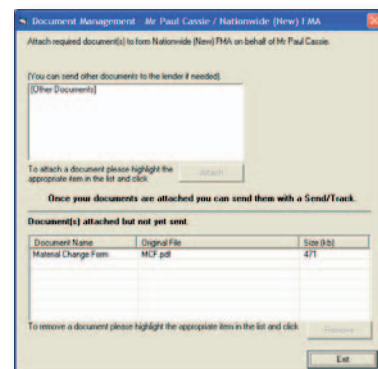 Document Management - Mr Paul Cassie / Nationwide (New) FMA
Attach required document(s) to form Nationwide (New) FMA on behalf of Mr Paul Cassie.
(You can send other documents to the lender if needed).
(Other Documents)
To attach a document please highlight the
appropriate item in the list and click
Attach
Once your documents are attached you can send them with a Send/Track.
Document(s) attached but not yet sent.
Document Name Original File Size (kb)
Material Change Form MCF.pdf 471
To remove a document please highlight the appropriate item in the list and click
Remove
Exit